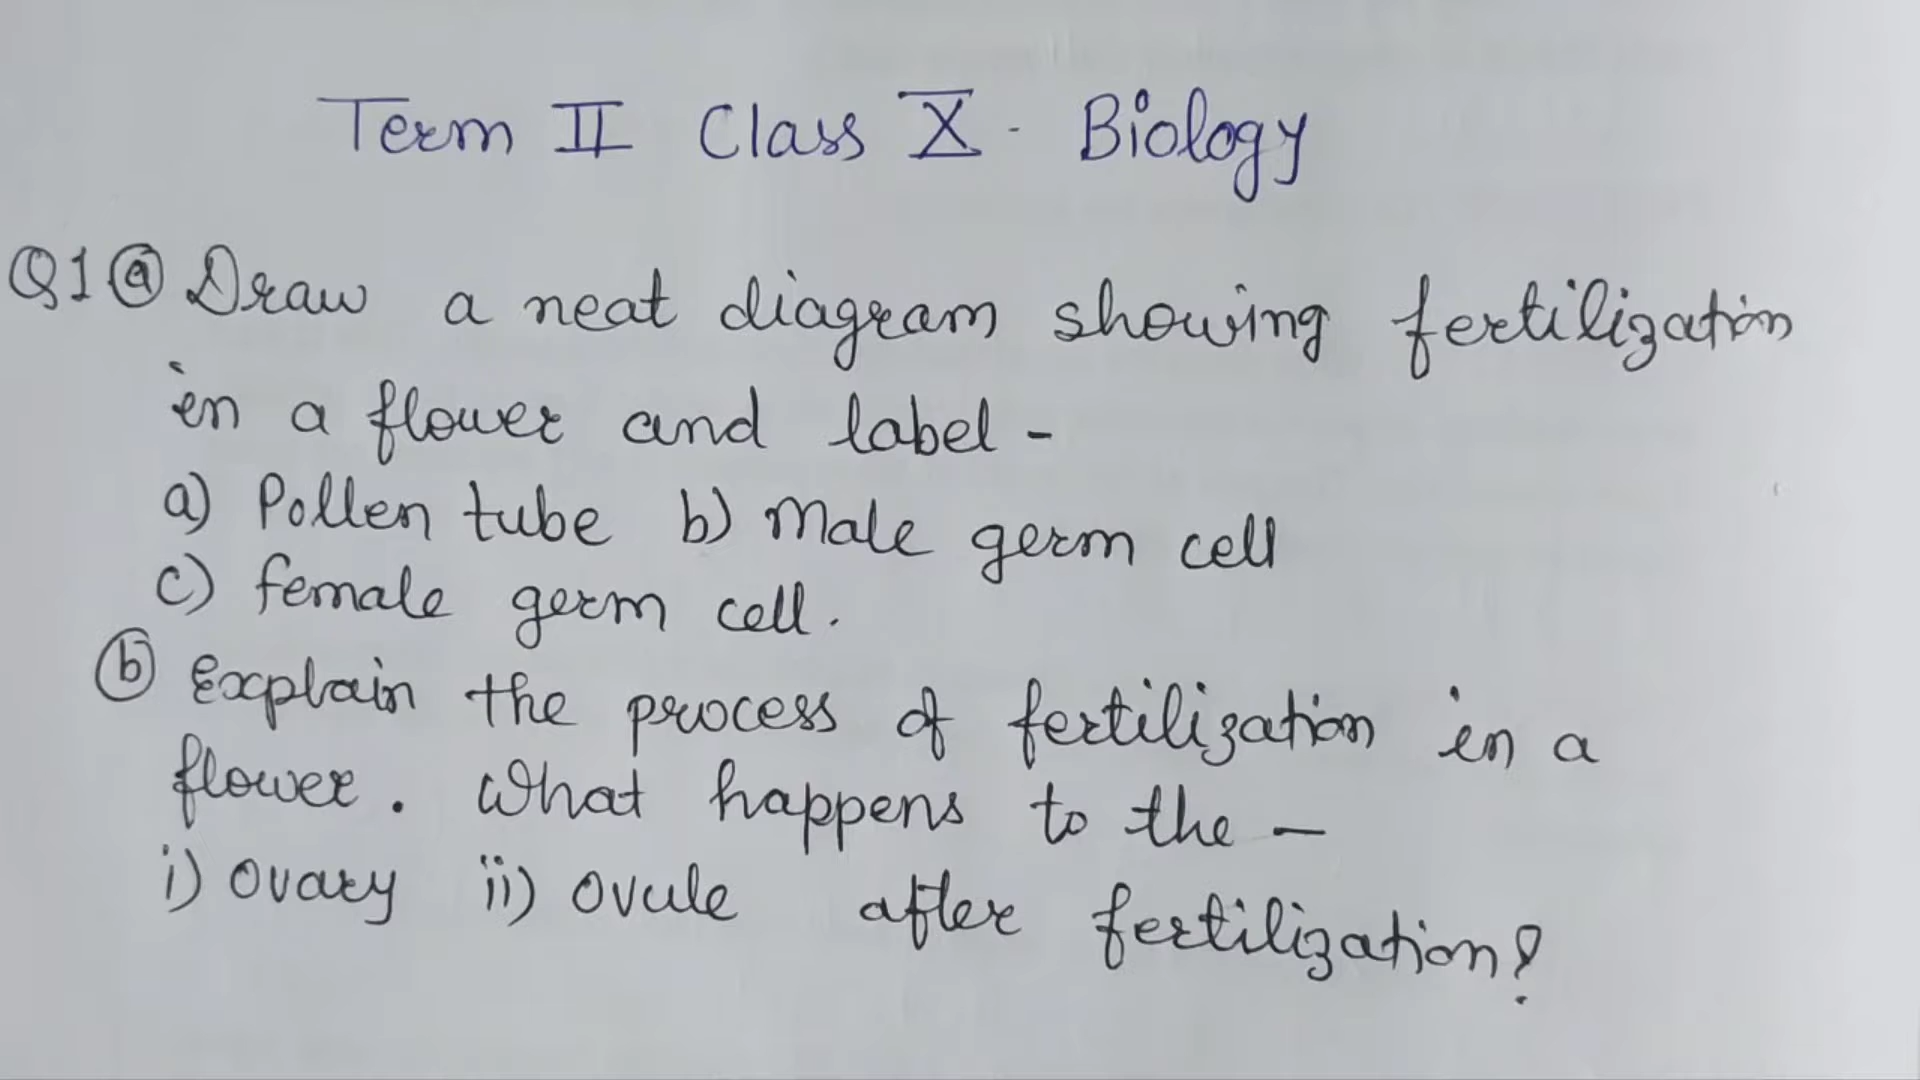 Term II Class X. Biology
Q1 (a) Draw a neat diagram showing fertilization
in a flower and label -
a) Pollen tube b) Male germ cell
c) female germ cell.
(b) Explain the process of fertilization in a
flower. What happens to the -
i) Ovary ii) Ovule after fertilization?